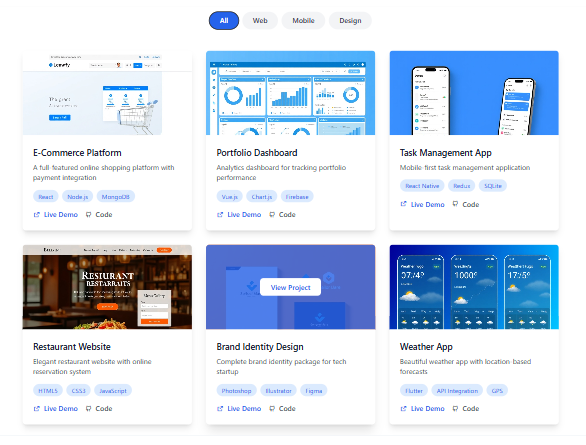 All Web Mobile Design
E-Commerce Platform
A full-featured online shopping platform with
payment integration
React Node.js MongoDB
Live Demo Code
Portfolio Dashboard
Analytics dashboard for tracking portfolio
performance
Vue.js Chart.js Firebase
Live Demo Code
Task Management App
Mobile-first task management application
React Native Redux SQLite
Live Demo Code
RESTURANT
RESTARRAITS
Restaurant Website
Elegant restaurant website with online
reservation system
HTML5 CSS3 JavaScript
Live Demo Code
View Project
Brand Identity Design
Complete brand identity package for tech
startup
Photoshop Illustrator Figma
Live Demo Code
Weather App
Beautiful weather app with location-based
forecasts
Flutter API Integration GPS
Live Demo Code